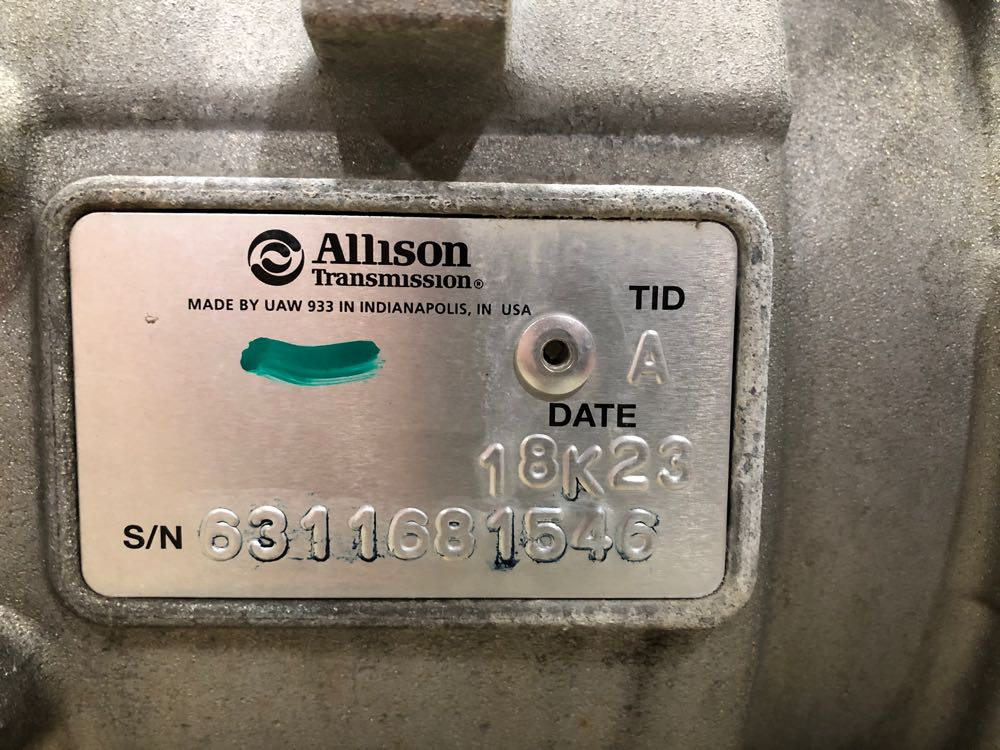 Allison
Transmission®
MADE BY UAW 933 IN INDIANAPOLIS, IN USA
TID
A
DATE
18K23
S/N 6311681546